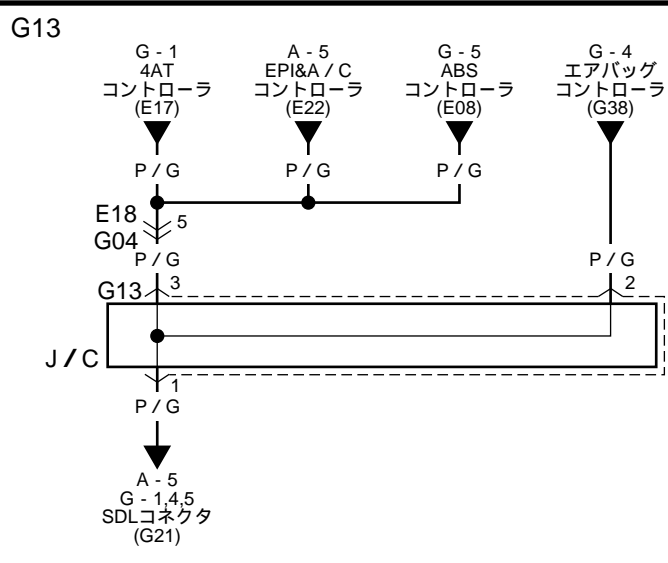 G13
G - 1
4AT
コントローラ
(E17)
A - 5
EPI&A / C
コントローラ
(E22)
G - 5
ABS
コントローラ
(E08)
G - 4
エアバッグ
コントローラ
(G38)
P / G
P / G
P / G
E18
5
G04
P / G
P / G
G13
3
2
J / C
1
P / G
A - 5
G - 1,4,5
SDLコネクタ
(G21)